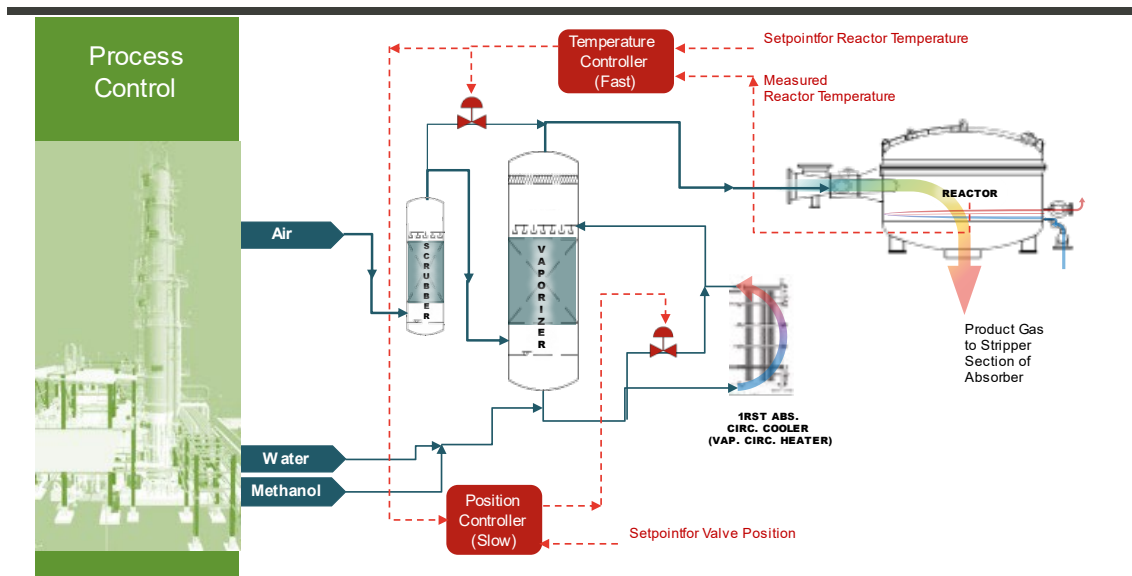 Process
Control
Temperature
Controller
(Fast)
Setpointfor Reactor Temperature
Measured
Reactor Temperature
REACTOR
Air
SCRUBBER
VAPORIZER
Product Gas
to Stripper
Section of
Absorber
1RST ABS.
CIRC. COOLER
(VAP. CIRC. HEATER)
Water
Methanol
Position
Controller
(Slow)
Setpointfor Valve Position